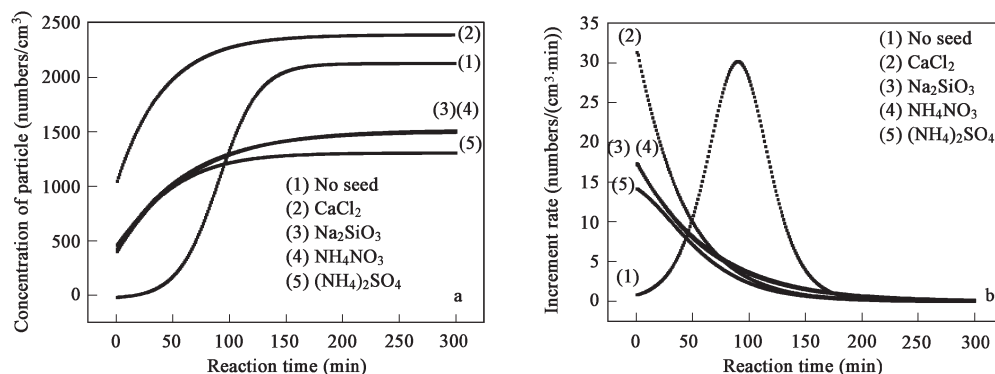 2500
2000
1500
1000
500
0
Concentration of particle (numbers/cm³)
(2)
(1)
(3)(4)
(5)
(1) No seed
(2) CaCl₂
(3) Na₂SiO₃
(4) NH₄NO₃
(5) (NH₄)₂SO₄
a
0 50 100 150 200 250 300
Reaction time (min)
35
30
25
20
15
10
5
0
Increment rate (numbers/(cm³·min))
(2)
(3) (4)
(5)
(1)
(1) No seed
(2) CaCl₂
(3) Na₂SiO₃
(4) NH₄NO₃
(5) (NH₄)₂SO₄
b
0 50 100 150 200 250 300
Reaction time (min)